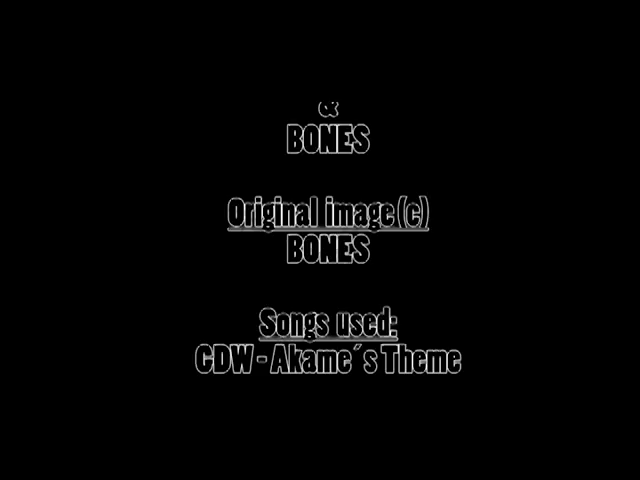 &
BONES
Original image(c)
BONES
Songs used:
CDW - Akame´s Theme